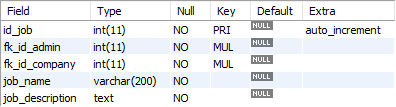 Field Type Null Key Default Extra
id_job int(11) NO PRI NULL auto_increment
fk_id_admin int(11) NO MUL NULL
fk_id_company int(11) NO MUL NULL
job_name varchar(200) NO NULL
job_description text NO NULL